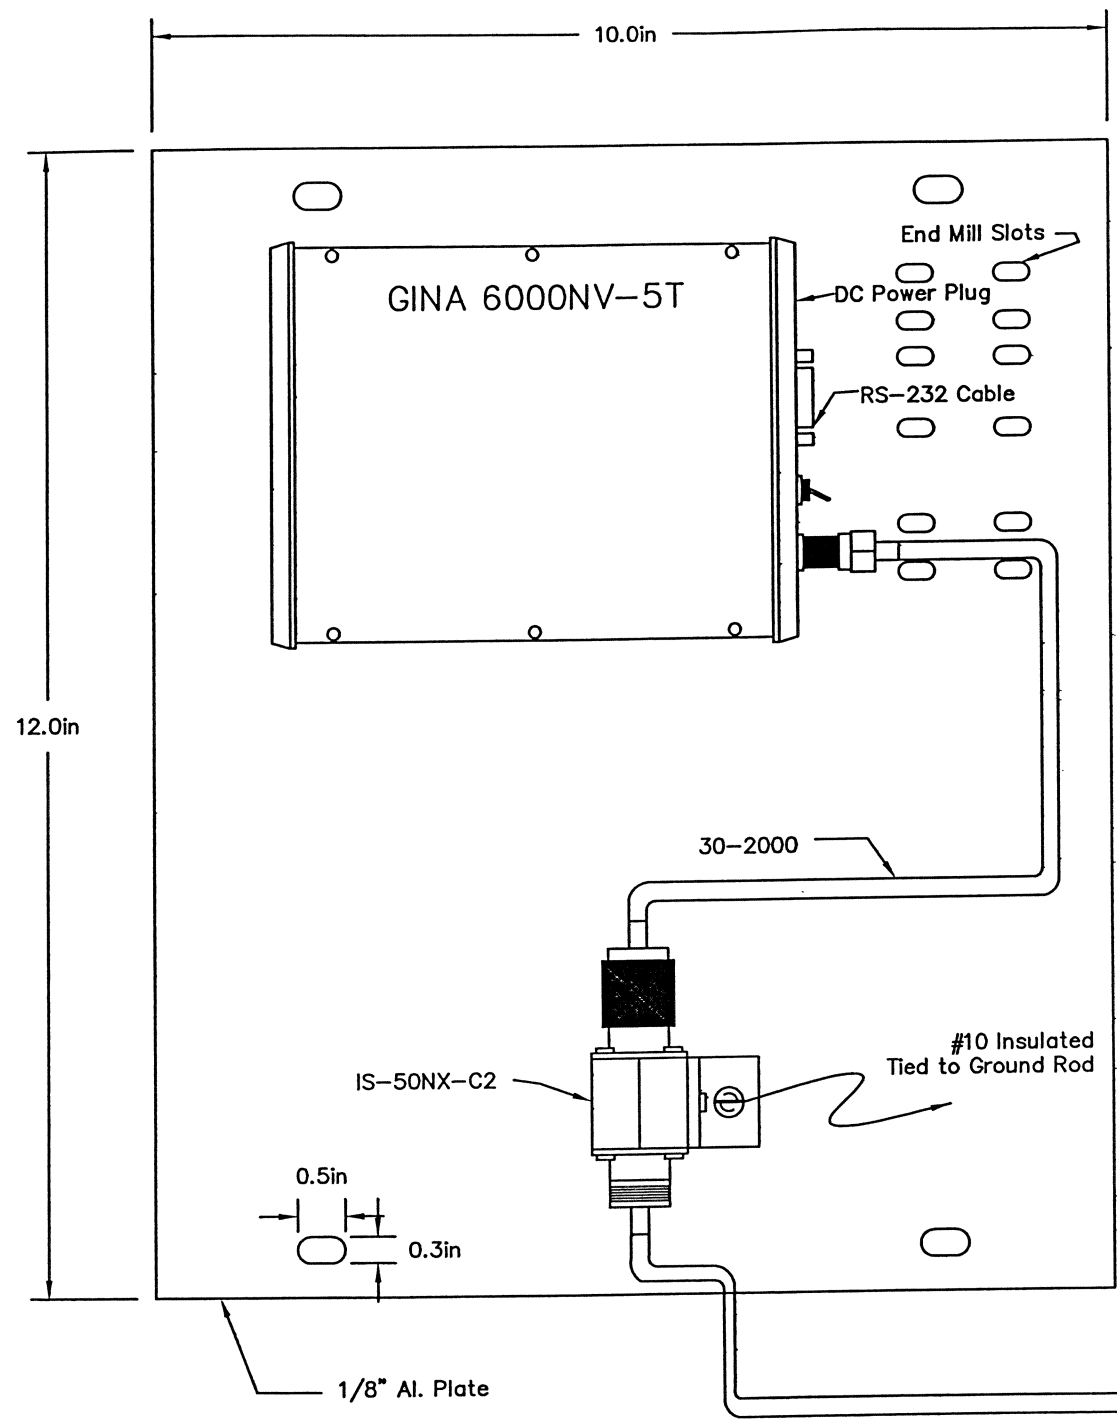 10.0in
End Mill Slots
GINA 6000NV-5T
DC Power Plug
RS-232 Cable
12.0in
30-2000
#10 Insulated
Tied to Ground Rod
IS-50NX-C2
0.5in
0.3in
1/8" Al. Plate